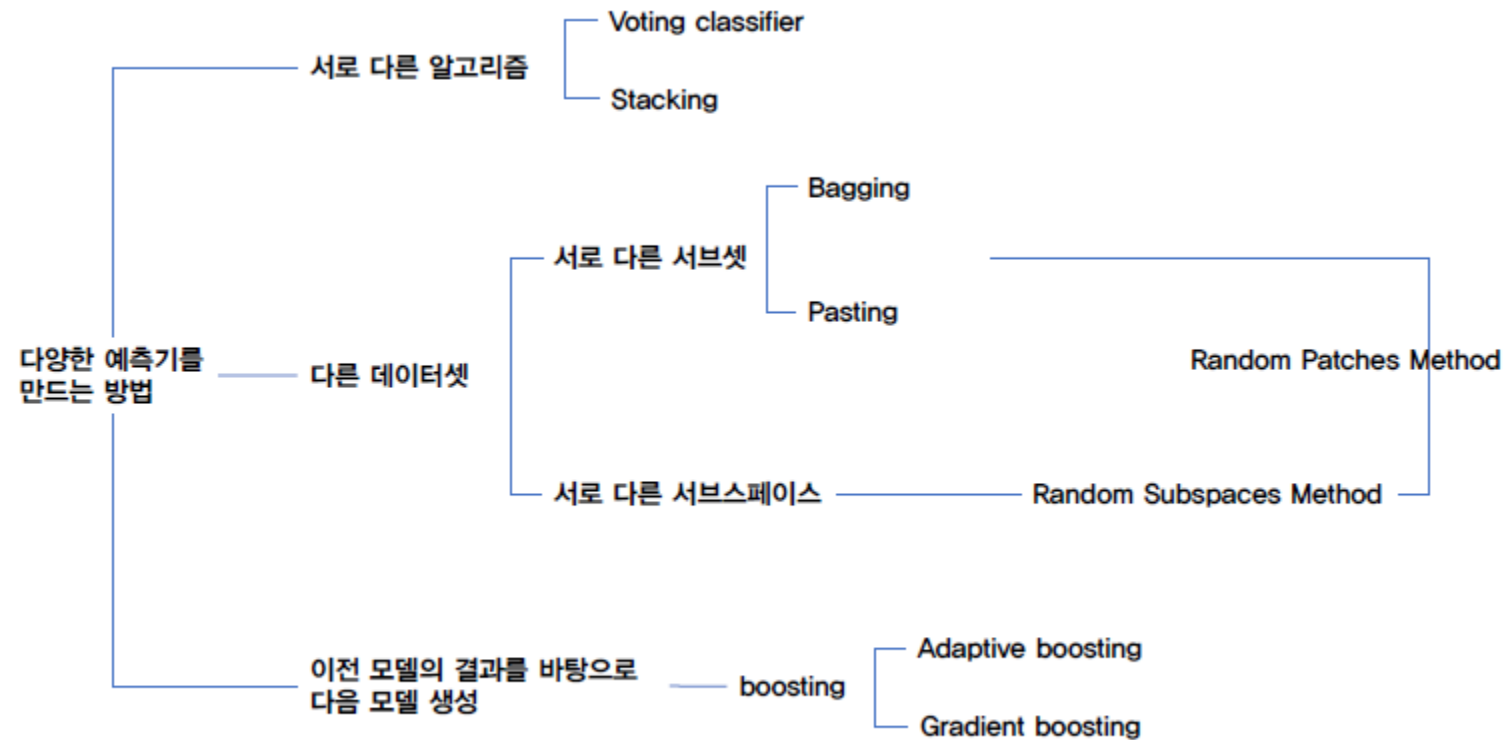 Voting classifier
서로 다른 알고리즘
Stacking
Bagging
서로 다른 서브셋
Pasting
다양한 예측기를
만드는 방법
다른 데이터셋
Random Patches Method
서로 다른 서브스페이스
Random Subspaces Method
이전 모델의 결과를 바탕으로
다음 모델 생성
boosting
Adaptive boosting
Gradient boosting